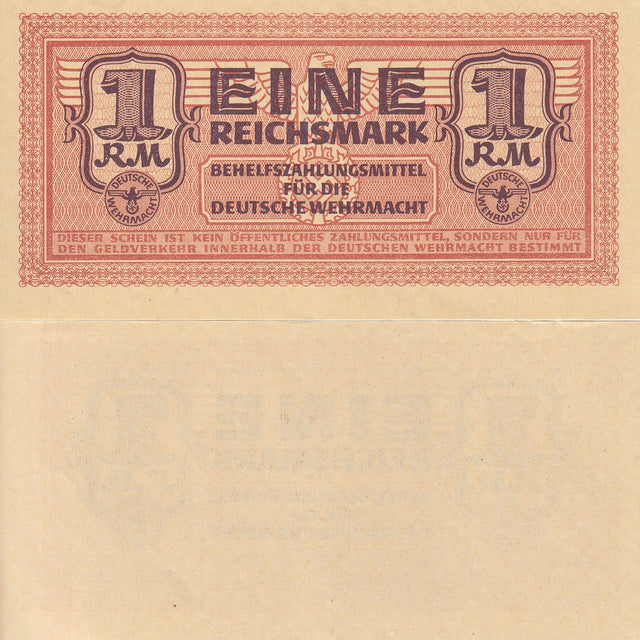 1 EINE 1
RM REICHSMARK RM
BEHELFSZAHLUNGSMITTEL
FÜR DIE
DEUTSCHE WEHRMACHT
DEUTSCHE WEHRMACHT
DEUTSCHE WEHRMACHT
DIESER SCHEIN IST KEIN ÖFFENTLICHES ZAHLUNGSMITTEL, SONDERN NUR FÜR
DEN GELDVERKEHR INNERHALB DER DEUTSCHEN WEHRMACHT BESTIMMT